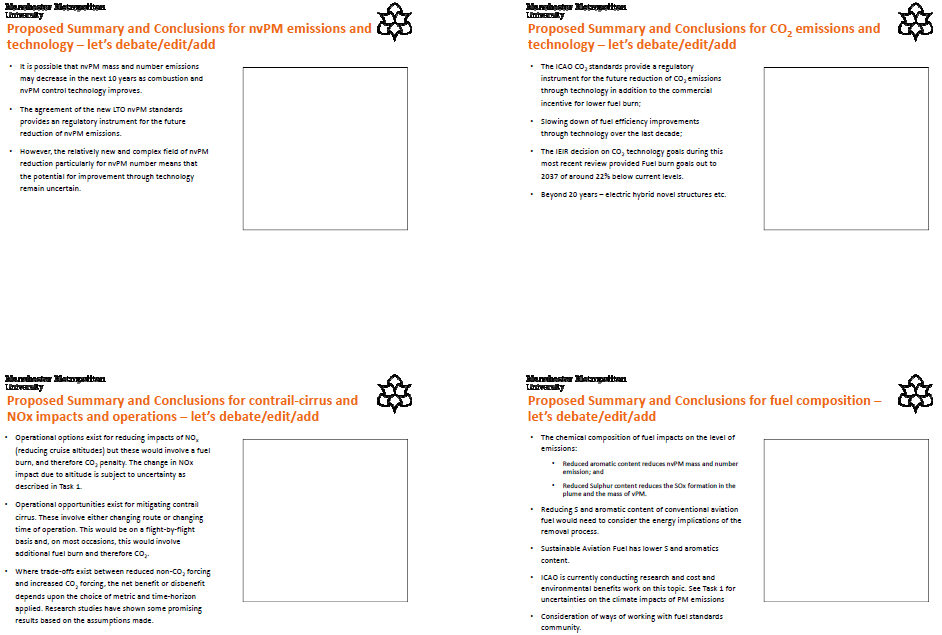 Manchester Metropolitan
University
Proposed Summary and Conclusions for nvPM emissions and
technology – let’s debate/edit/add
• It is possible that nvPM mass and number emissions
may decrease in the next 10 years as combustion and
nvPM control technology improves.
• The agreement of the new LTO nvPM standards
provides an regulatory instrument for the future
reduction of nvPM emissions.
• However, the relatively new and complex field of nvPM
reduction particularly for nvPM number means that
the potential for improvement through technology
remain uncertain.
Manchester Metropolitan
University
Proposed Summary and Conclusions for CO₂ emissions and
technology – let’s debate/edit/add
• The ICAO CO₂ standards provide a regulatory
instrument for the future reduction of CO₂ emissions
through technology in addition to the commercial
incentive for lower fuel burn;
• Slowing down of fuel efficiency improvements
through technology over the last decade;
• The IEIR decision on CO₂ technology goals during this
most recent review provided Fuel burn goals out to
2037 of around 22% below current levels.
• Beyond 20 years – electric hybrid novel structures etc.
Manchester Metropolitan
University
Proposed Summary and Conclusions for contrail-cirrus and
NOx impacts and operations – let’s debate/edit/add
• Operational options exist for reducing impacts of NOₓ
(reducing cruise altitudes) but these would involve a fuel
burn, and therefore CO₂ penalty. The change in NOx
impact due to altitude is subject to uncertainty as
described in Task 1.
• Operational opportunities exist for mitigating contrail
cirrus. These involve either changing route or changing
time of operation. This would be on a flight-by-flight
basis and, on most occasions, this would involve
additional fuel burn and therefore CO₂.
• Where trade-offs exist between reduced non-CO₂ forcing
and increased CO₂ forcing, the net benefit or disbenefit
depends upon the choice of metric and time-horizon
applied. Research studies have shown some promising
results based on the assumptions made.
Manchester Metropolitan
University
Proposed Summary and Conclusions for fuel composition –
let’s debate/edit/add
• The chemical composition of fuel impacts on the level of
emissions:
• Reduced aromatic content reduces nvPM mass and number
emission; and
• Reduced Sulphur content reduces the SOx formation in the
plume and the mass of vPM.
• Reducing S and aromatic content of conventional aviation
fuel would need to consider the energy implications of the
removal process.
• Sustainable Aviation Fuel has lower S and aromatics
content.
• ICAO is currently conducting research and cost and
environmental benefits work on this topic. See Task 1 for
uncertainties on the climate impacts of PM emissions
• Consideration of ways of working with fuel standards
community.